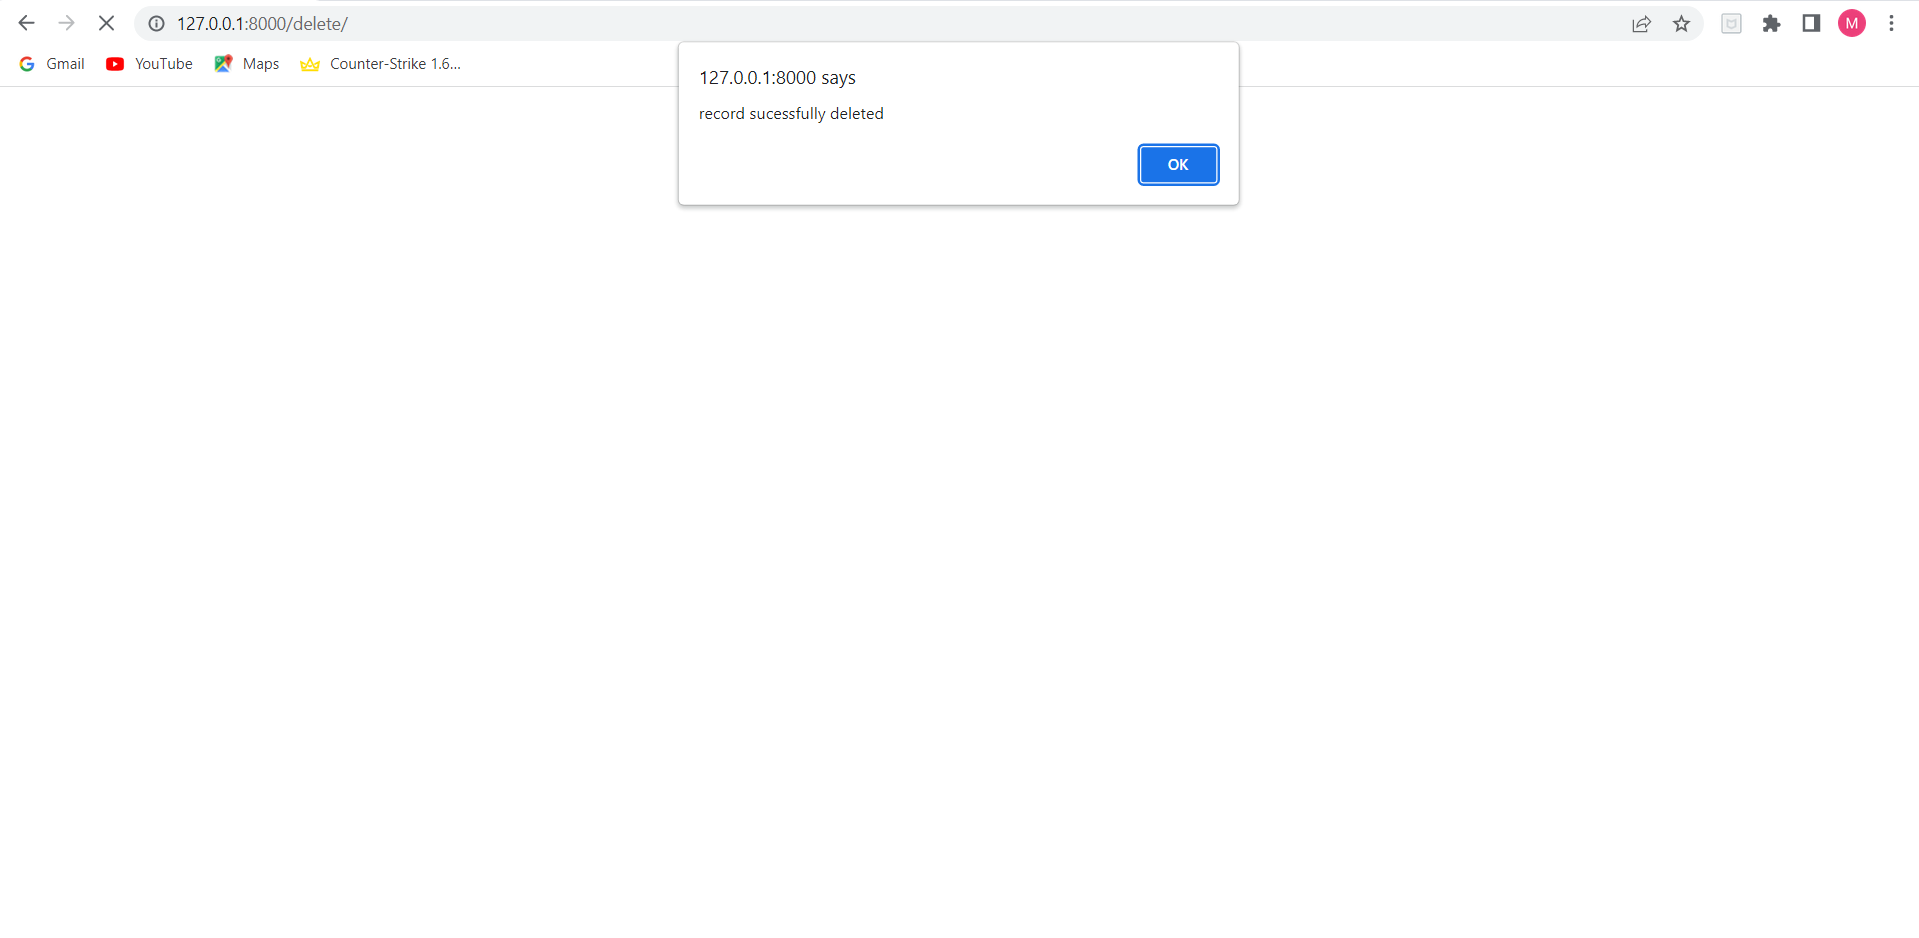 127.0.0.1:8000/delete/
M
Gmail
YouTube
Maps
Counter-Strike 1.6...
127.0.0.1:8000 says
record sucessfully deleted
OK